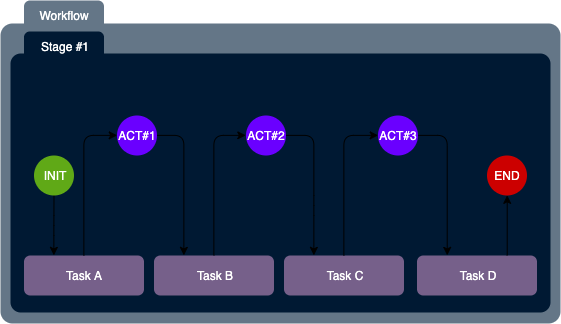 Workflow
Stage #1
ACT#1
ACT#2
ACT#3
INIT
END
Task A
Task B
Task C
Task D